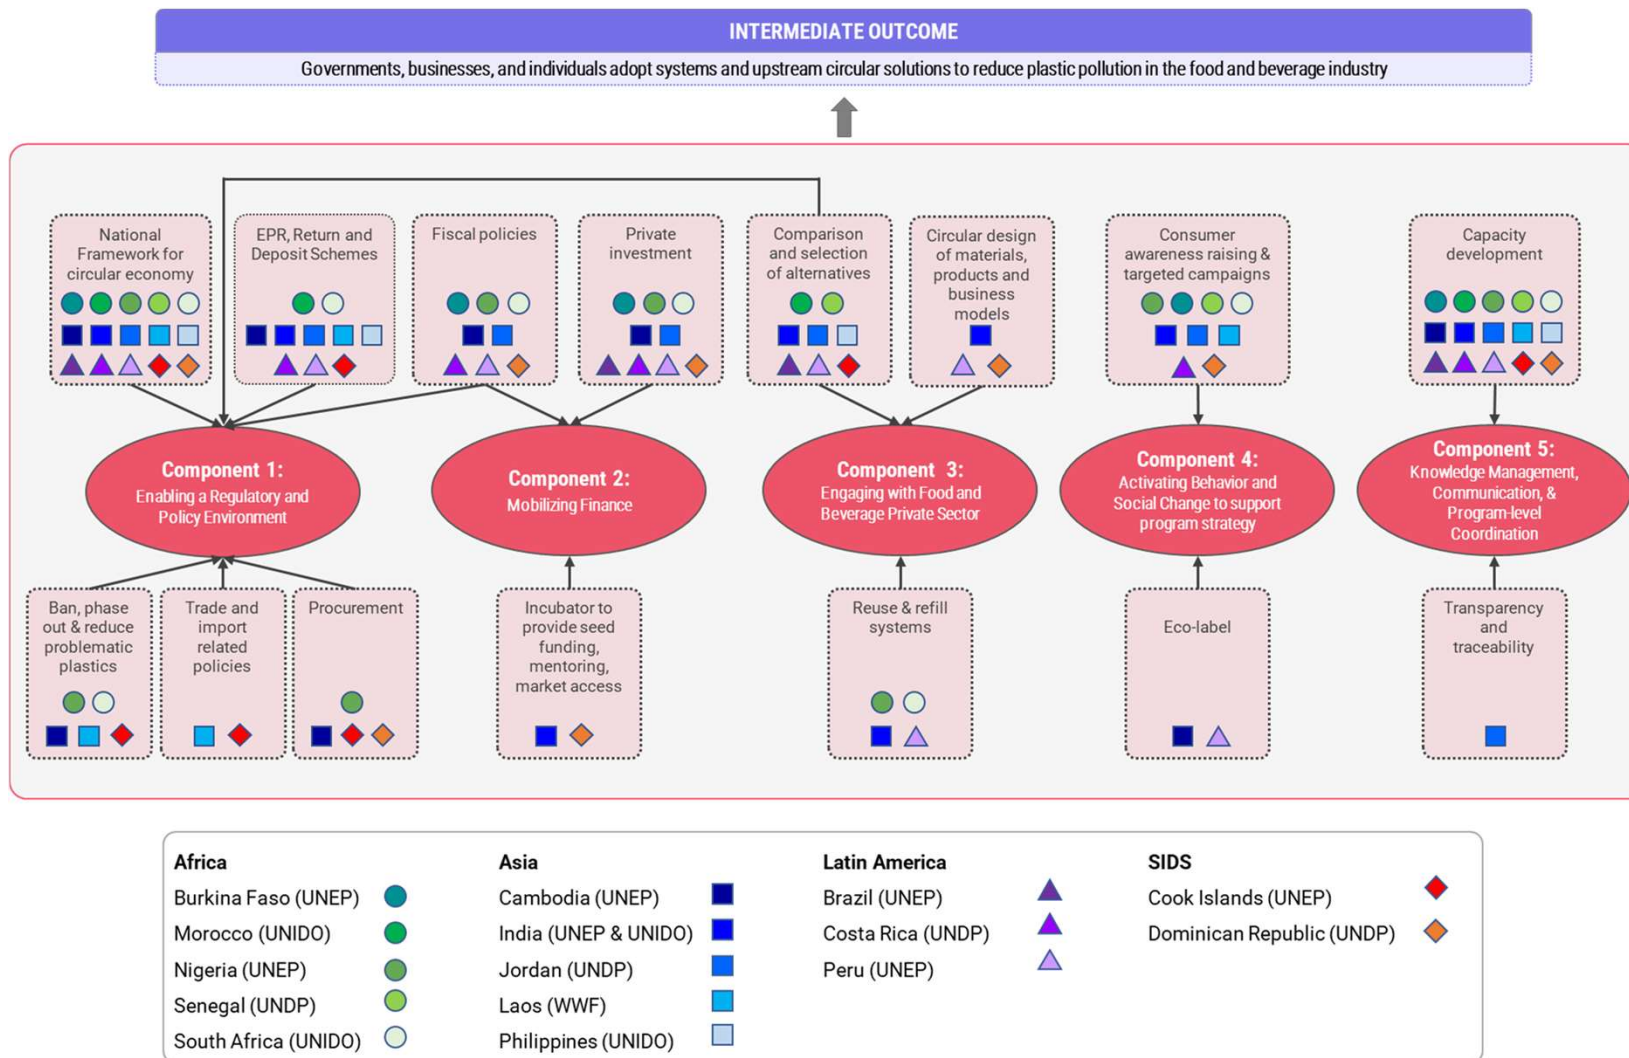 INTERMEDIATE OUTCOME
Governments, businesses, and individuals adopt systems and upstream circular solutions to reduce plastic pollution in the food and beverage industry
National
Framework for
circular economy
EPR, Return and
Deposit Schemes
Fiscal policies
Private
investment
Comparison
and selection
of alternatives
Circular design
of materials,
products and
business
models
Consumer
awareness raising &
targeted campaigns
Capacity
development
Component 1:
Enabling a Regulatory and
Policy Environment
Component 2:
Mobilizing Finance
Component 3:
Engaging with Food and
Beverage Private Sector
Component 4:
Activating Behavior and
Social Change to support
program strategy
Component 5:
Knowledge Management,
Communication, &
Program-level
Coordination
Ban, phase
out & reduce
problematic
plastics
Trade and
import
related
policies
Procurement
Incubator to
provide seed
funding,
mentoring,
market access
Reuse & refill
systems
Eco-label
Transparency
and
traceability
Africa
Burkina Faso (UNEP)
Morocco (UNIDO)
Nigeria (UNEP)
Senegal (UNDP)
South Africa (UNIDO)
Asia
Cambodia (UNEP)
India (UNEP & UNIDO)
Jordan (UNDP)
Laos (WWF)
Philippines (UNIDO)
Latin America
Brazil (UNEP)
Costa Rica (UNDP)
Peru (UNEP)
SIDS
Cook Islands (UNEP)
Dominican Republic (UNDP)